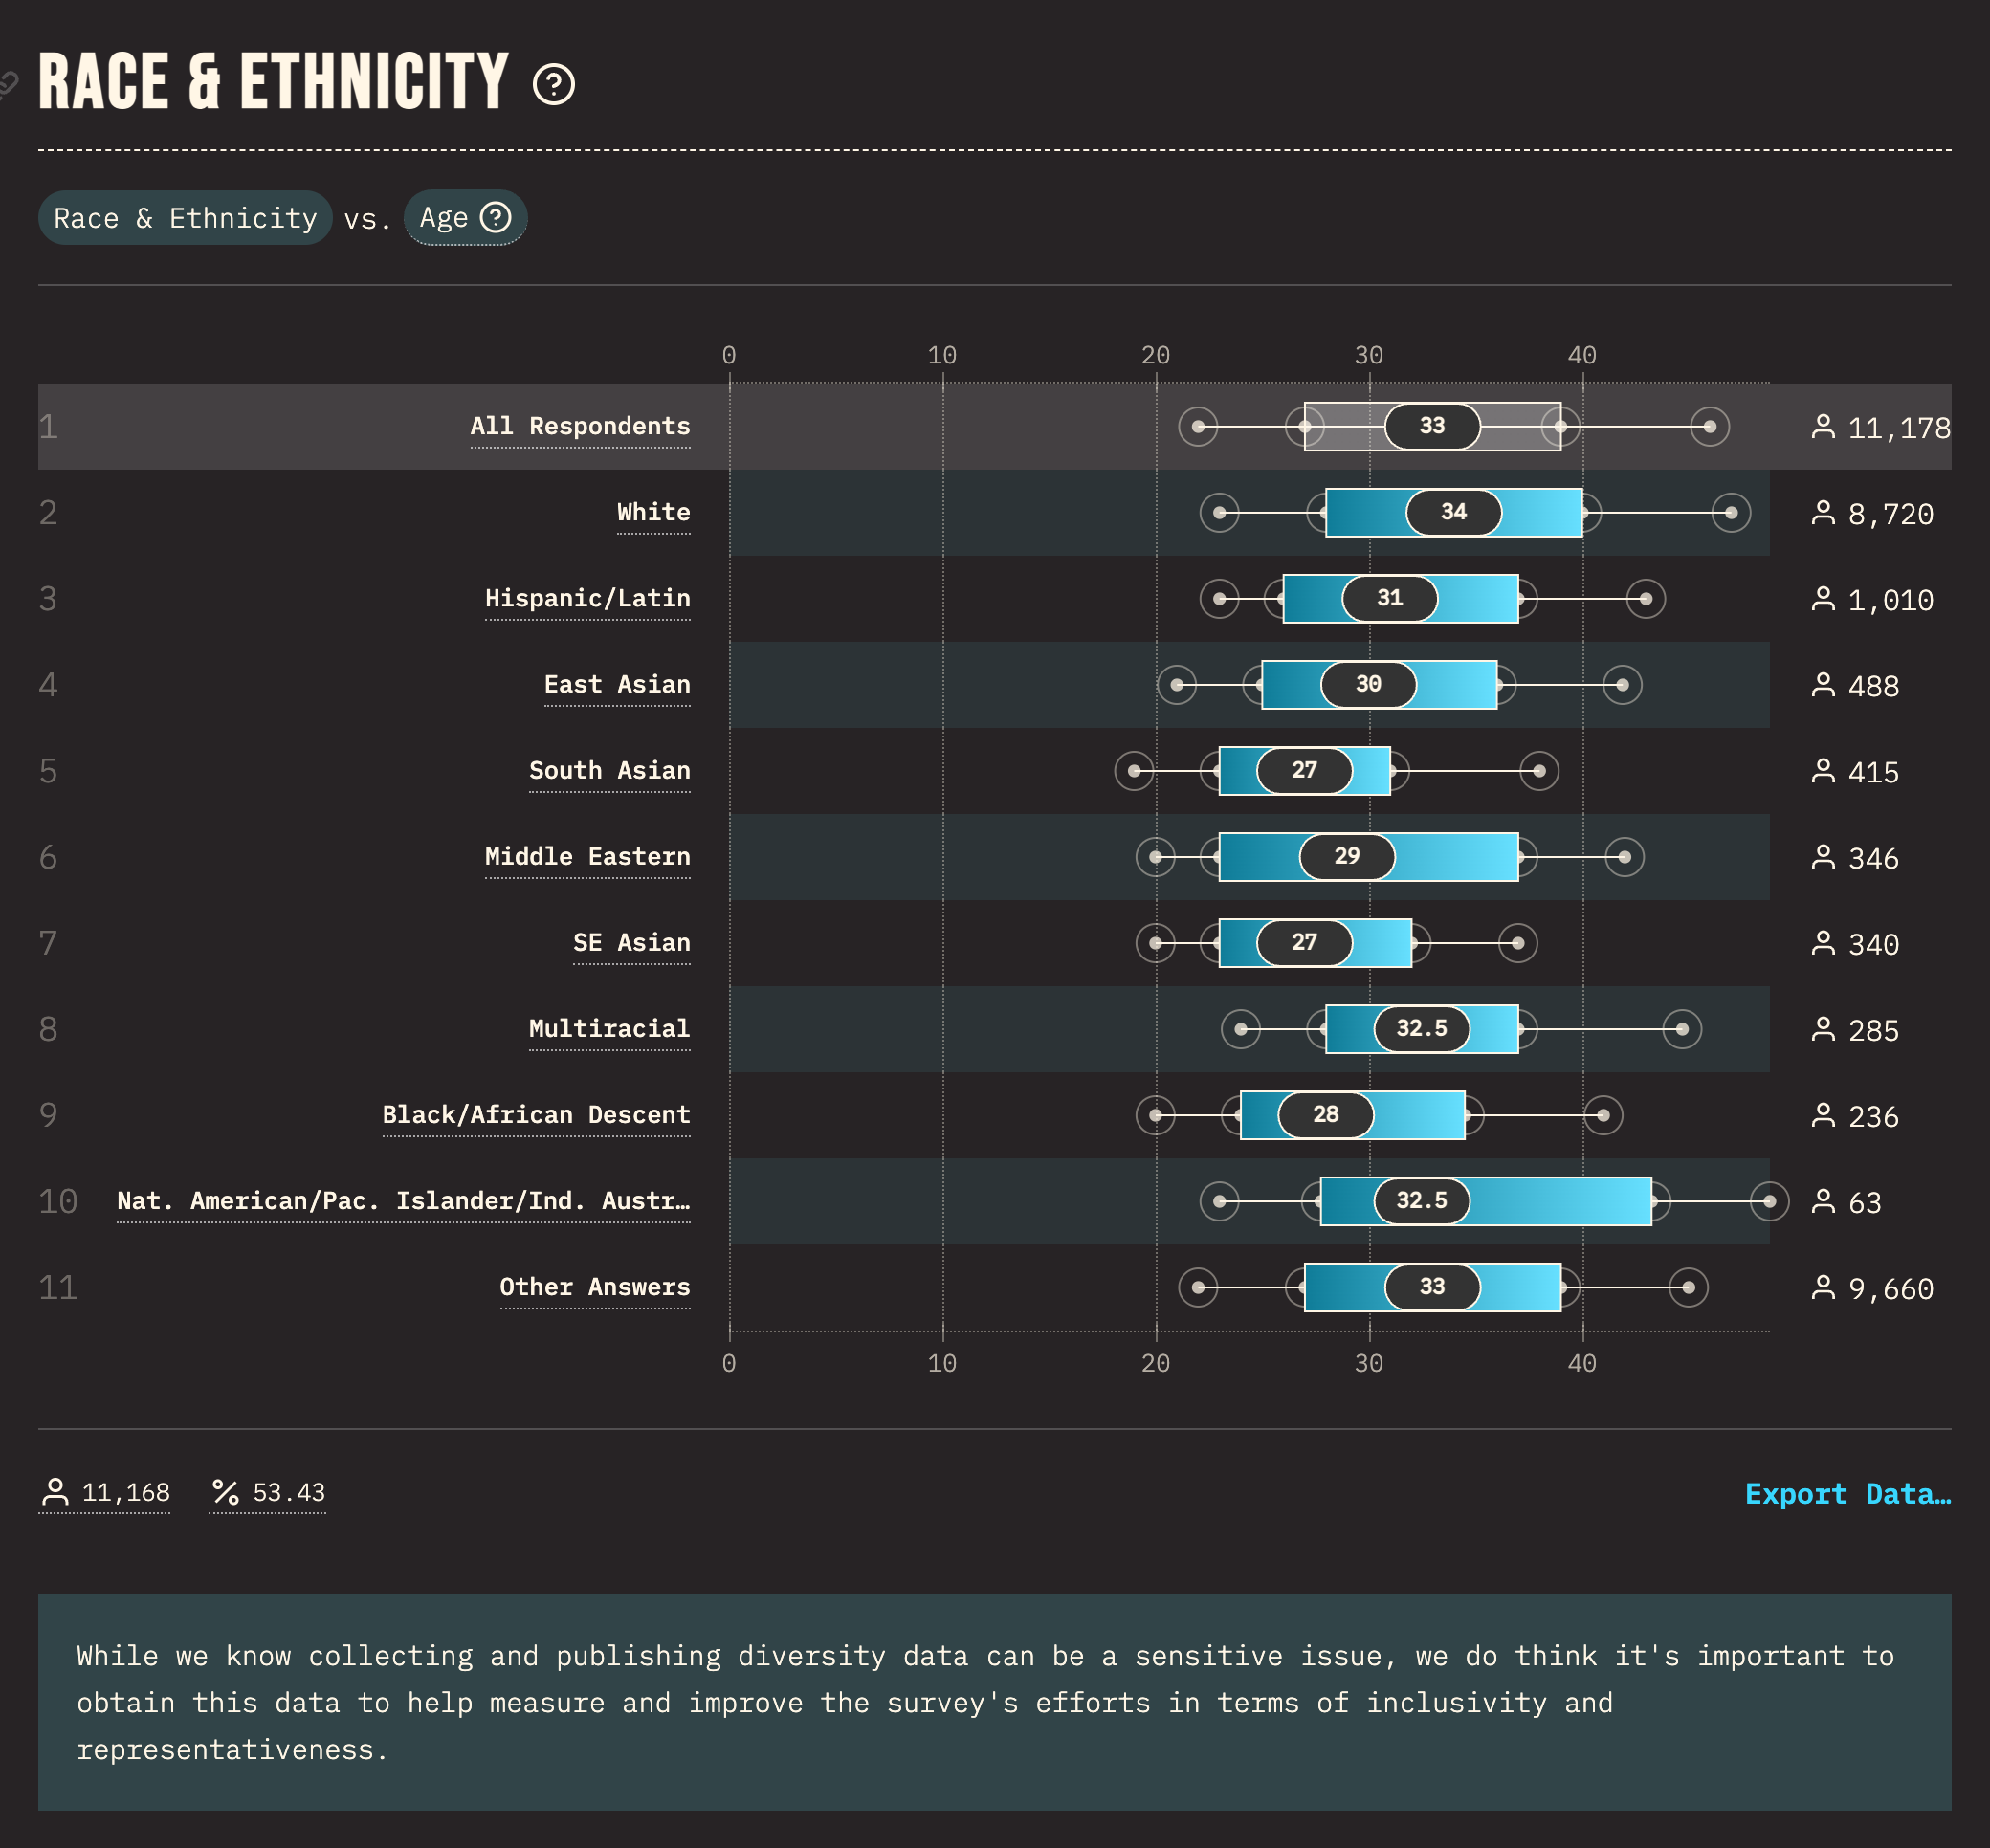 RACE & ETHNICITY
Race & Ethnicity vs. Age
0 10 20 30 40
1 All Respondents 33 11,178
2 White 34 8,720
3 Hispanic/Latin 31 1,010
4 East Asian 30 488
5 South Asian 27 415
6 Middle Eastern 29 346
7 SE Asian 27 340
8 Multiracial 32.5 285
9 Black/African Descent 28 236
10 Nat. American/Pac. Islander/Ind. Austr… 32.5 63
11 Other Answers 33 9,660
0 10 20 30 40
11,168 % 53.43 Export Data…
While we know collecting and publishing diversity data can be a sensitive issue, we do think it's important to
obtain this data to help measure and improve the survey's efforts in terms of inclusivity and
representativeness.